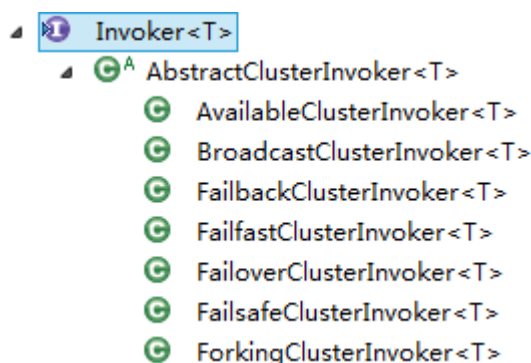 Invoker<T>
AbstractClusterInvoker<T>
AvailableClusterInvoker<T>
BroadcastClusterInvoker<T>
FailbackClusterInvoker<T>
FailfastClusterInvoker<T>
FailoverClusterInvoker<T>
FailsafeClusterInvoker<T>
ForkingClusterInvoker<T>